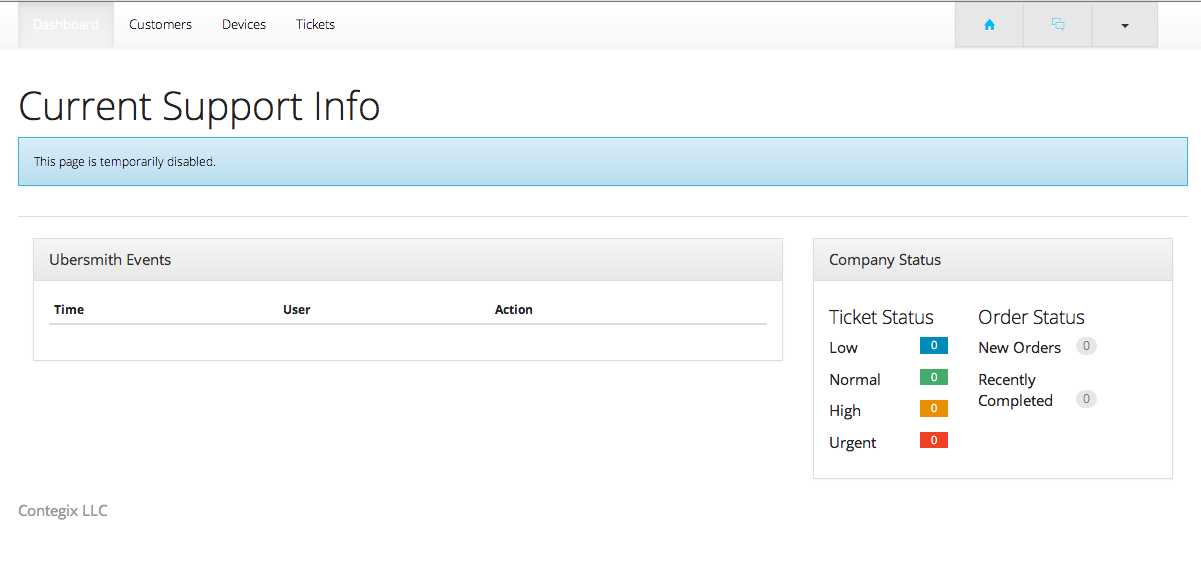 Dashboard Customers Devices Tickets
Current Support Info
This page is temporarily disabled.
Ubersmith Events
Time User Action
Company Status
Ticket Status
Low 0
Normal 0
High 0
Urgent 0
Order Status
New Orders 0
Recently
Completed 0
Contegix LLC